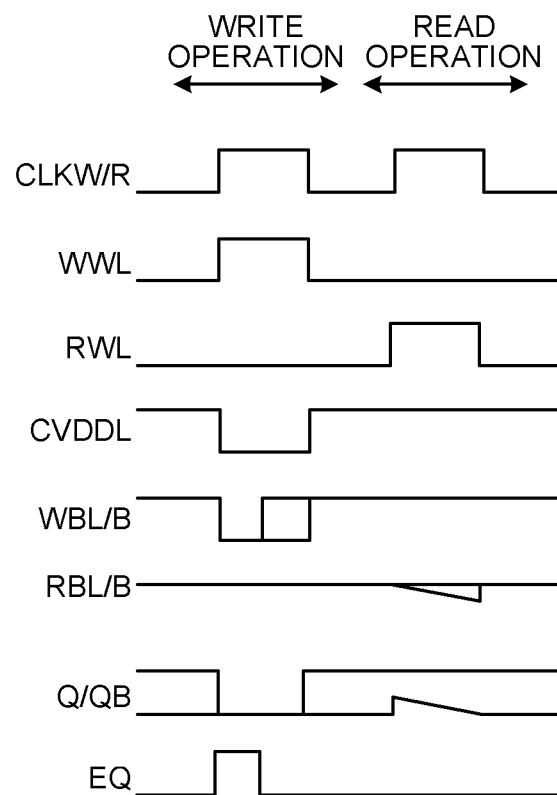 WRITE
OPERATION
READ
OPERATION
CLKW/R
WWL
RWL
CVDDL
WBL/B
RBL/B
Q/QB
EQ